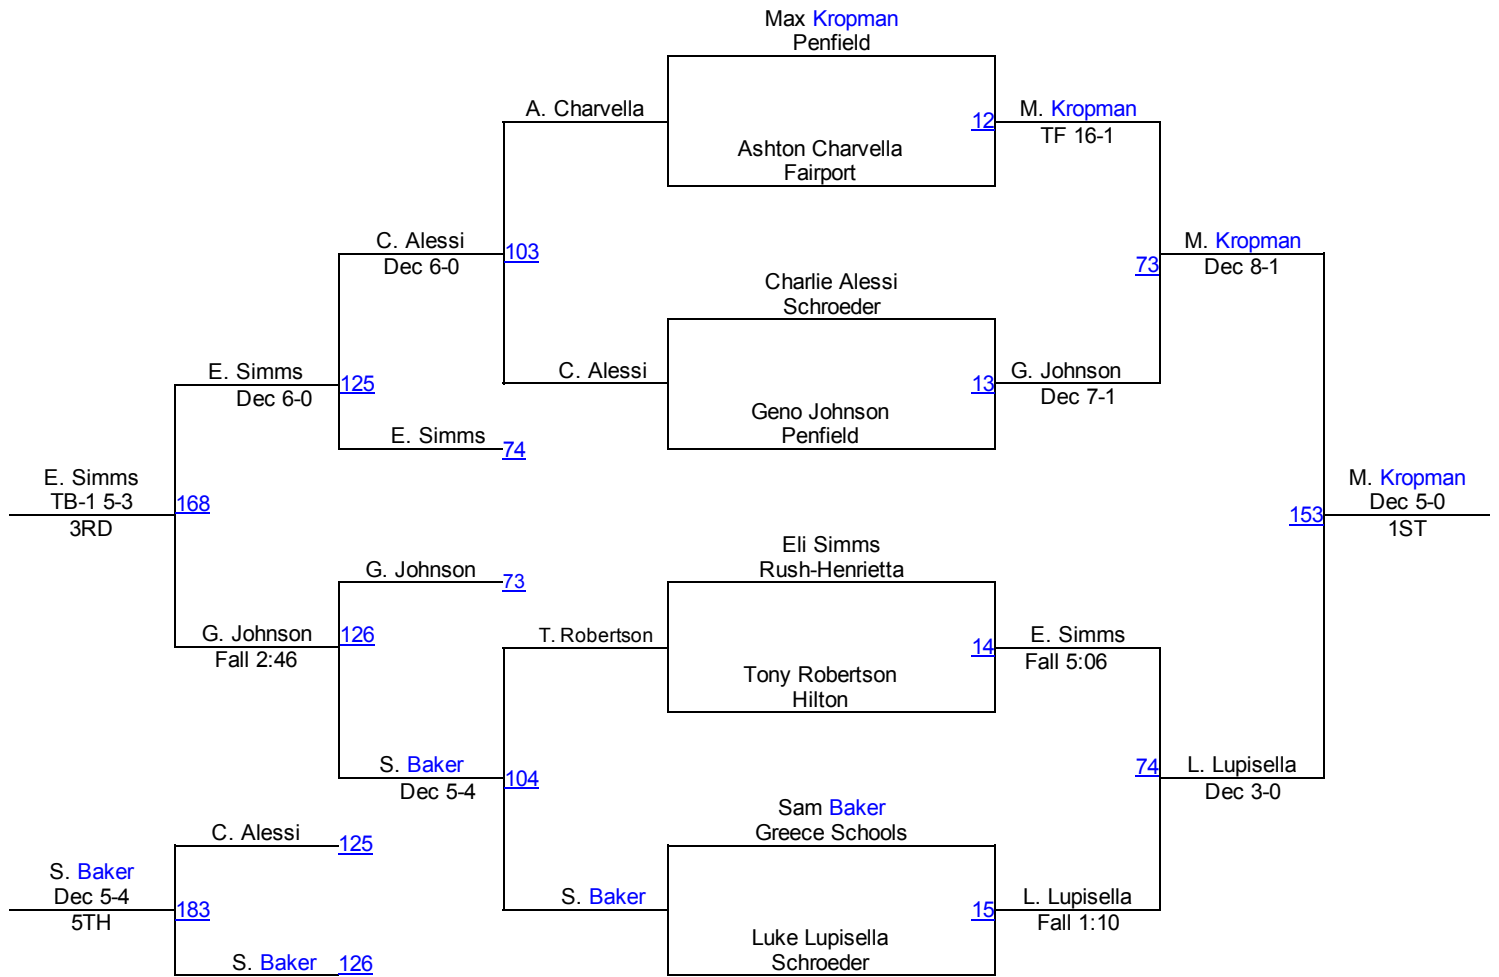 Max Kropman
Penfield
A. Charvella
12
M. Kropman
TF 16-1
Ashton Charvella
Fairport
C. Alessi
Dec 6-0
103
M. Kropman
73
Dec 8-1
Charlie Alessi
Schroeder
E. Simms
Dec 6-0
125
C. Alessi
13
G. Johnson
Dec 7-1
Geno Johnson
Penfield
E. Simms
74
E. Simms
TB-1 5-3
3RD
168
M. Kropman
Dec 5-0
1ST
153
Eli Simms
Rush-Henrietta
G. Johnson
73
G. Johnson
Fall 2:46
126
T. Robertson
14
E. Simms
Fall 5:06
Tony Robertson
Hilton
S. Baker
Dec 5-4
104
74
L. Lupisella
Dec 3-0
Sam Baker
Greece Schools
C. Alessi
125
S. Baker
Dec 5-4
5TH
183
S. Baker
15
L. Lupisella
Fall 1:10
Luke Lupisella
Schroeder
S. Baker
126